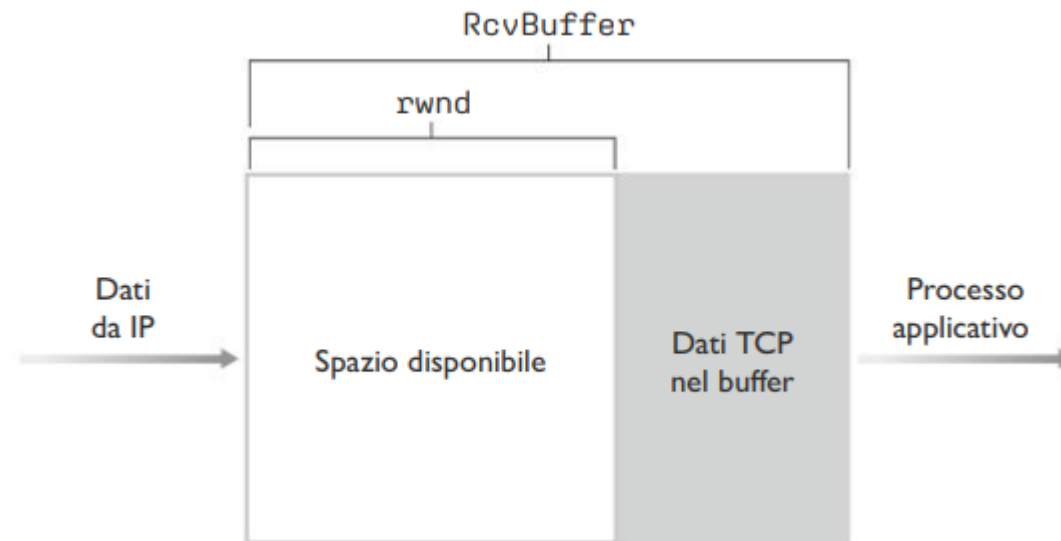 RcvBuffer
rwnd
Dati
da IP
Spazio disponibile
Dati TCP
nel buffer
Processo
applicativo